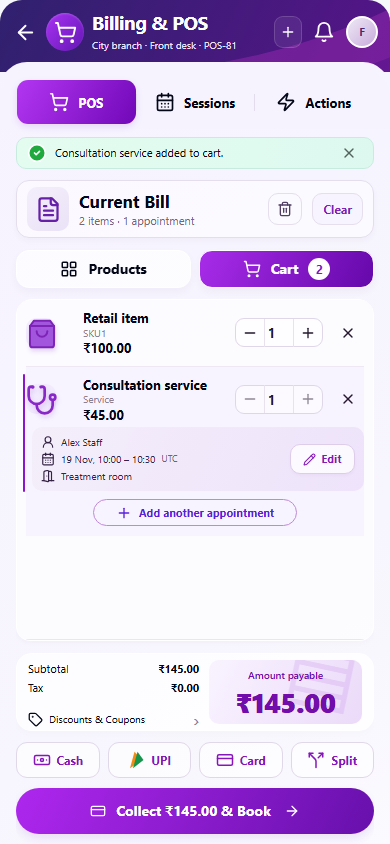 Billing & POS
City branch · Front desk · POS-81
F
POS
Sessions
Actions
Consultation service added to cart.
Current Bill
2 items · 1 appointment
Clear
Products
Cart 2
Retail item
SKU1
₹100.00
1
Consultation service
Service
₹45.00
1
Alex Staff
19 Nov, 10:00 – 10:30 UTC
Treatment room
Edit
Add another appointment
Subtotal ₹145.00
Tax ₹0.00
Discounts & Coupons
Amount payable
₹145.00
Cash
UPI
Card
Split
Collect ₹145.00 & Book